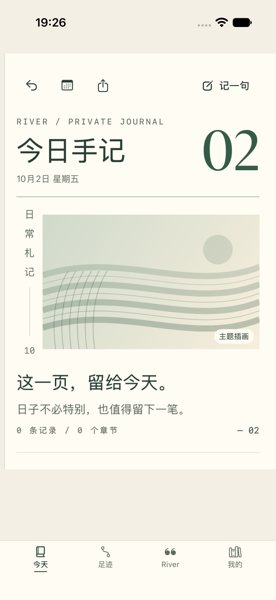 19:26
记一句
RIVER / PRIVATE JOURNAL
今日手记
02
10月2日 星期五
日常札记
10
主题插画
这一页，留给今天。
日子不必特别，也值得留下一笔。
0 条记录 / 0 个章节
— 02
今天
足迹
River
我的